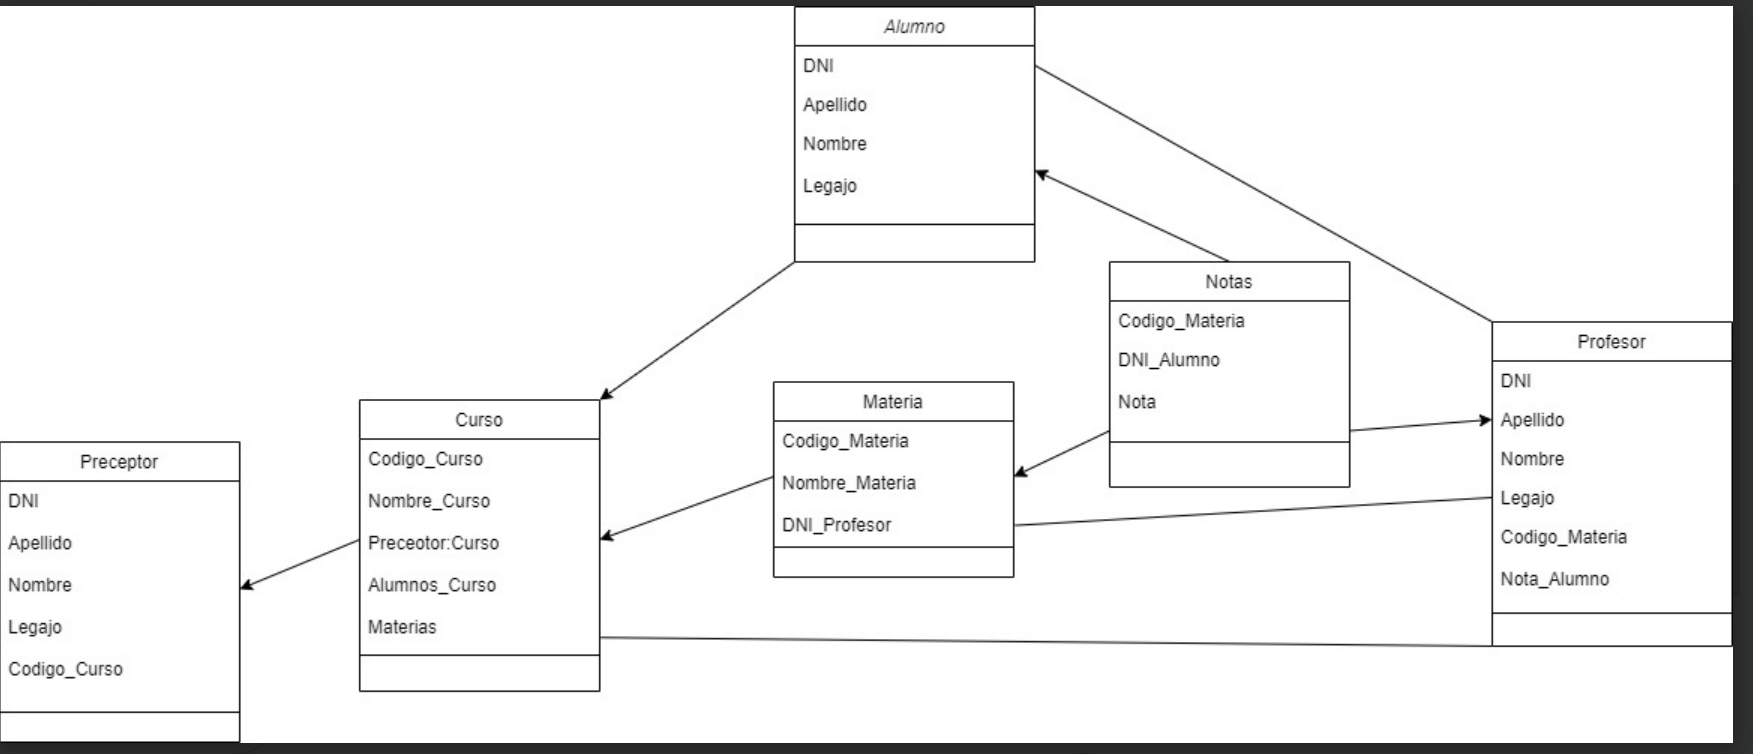 Alumno
DNI
Apellido
Nombre
Legajo
Notas
Codigo_Materia
DNI_Alumno
Nota
Profesor
DNI
Apellido
Nombre
Legajo
Codigo_Materia
Nota_Alumno
Materia
Codigo_Materia
Nombre_Materia
DNI_Profesor
Curso
Codigo_Curso
Nombre_Curso
Preceotor:Curso
Alumnos_Curso
Materias
Preceptor
DNI
Apellido
Nombre
Legajo
Codigo_Curso